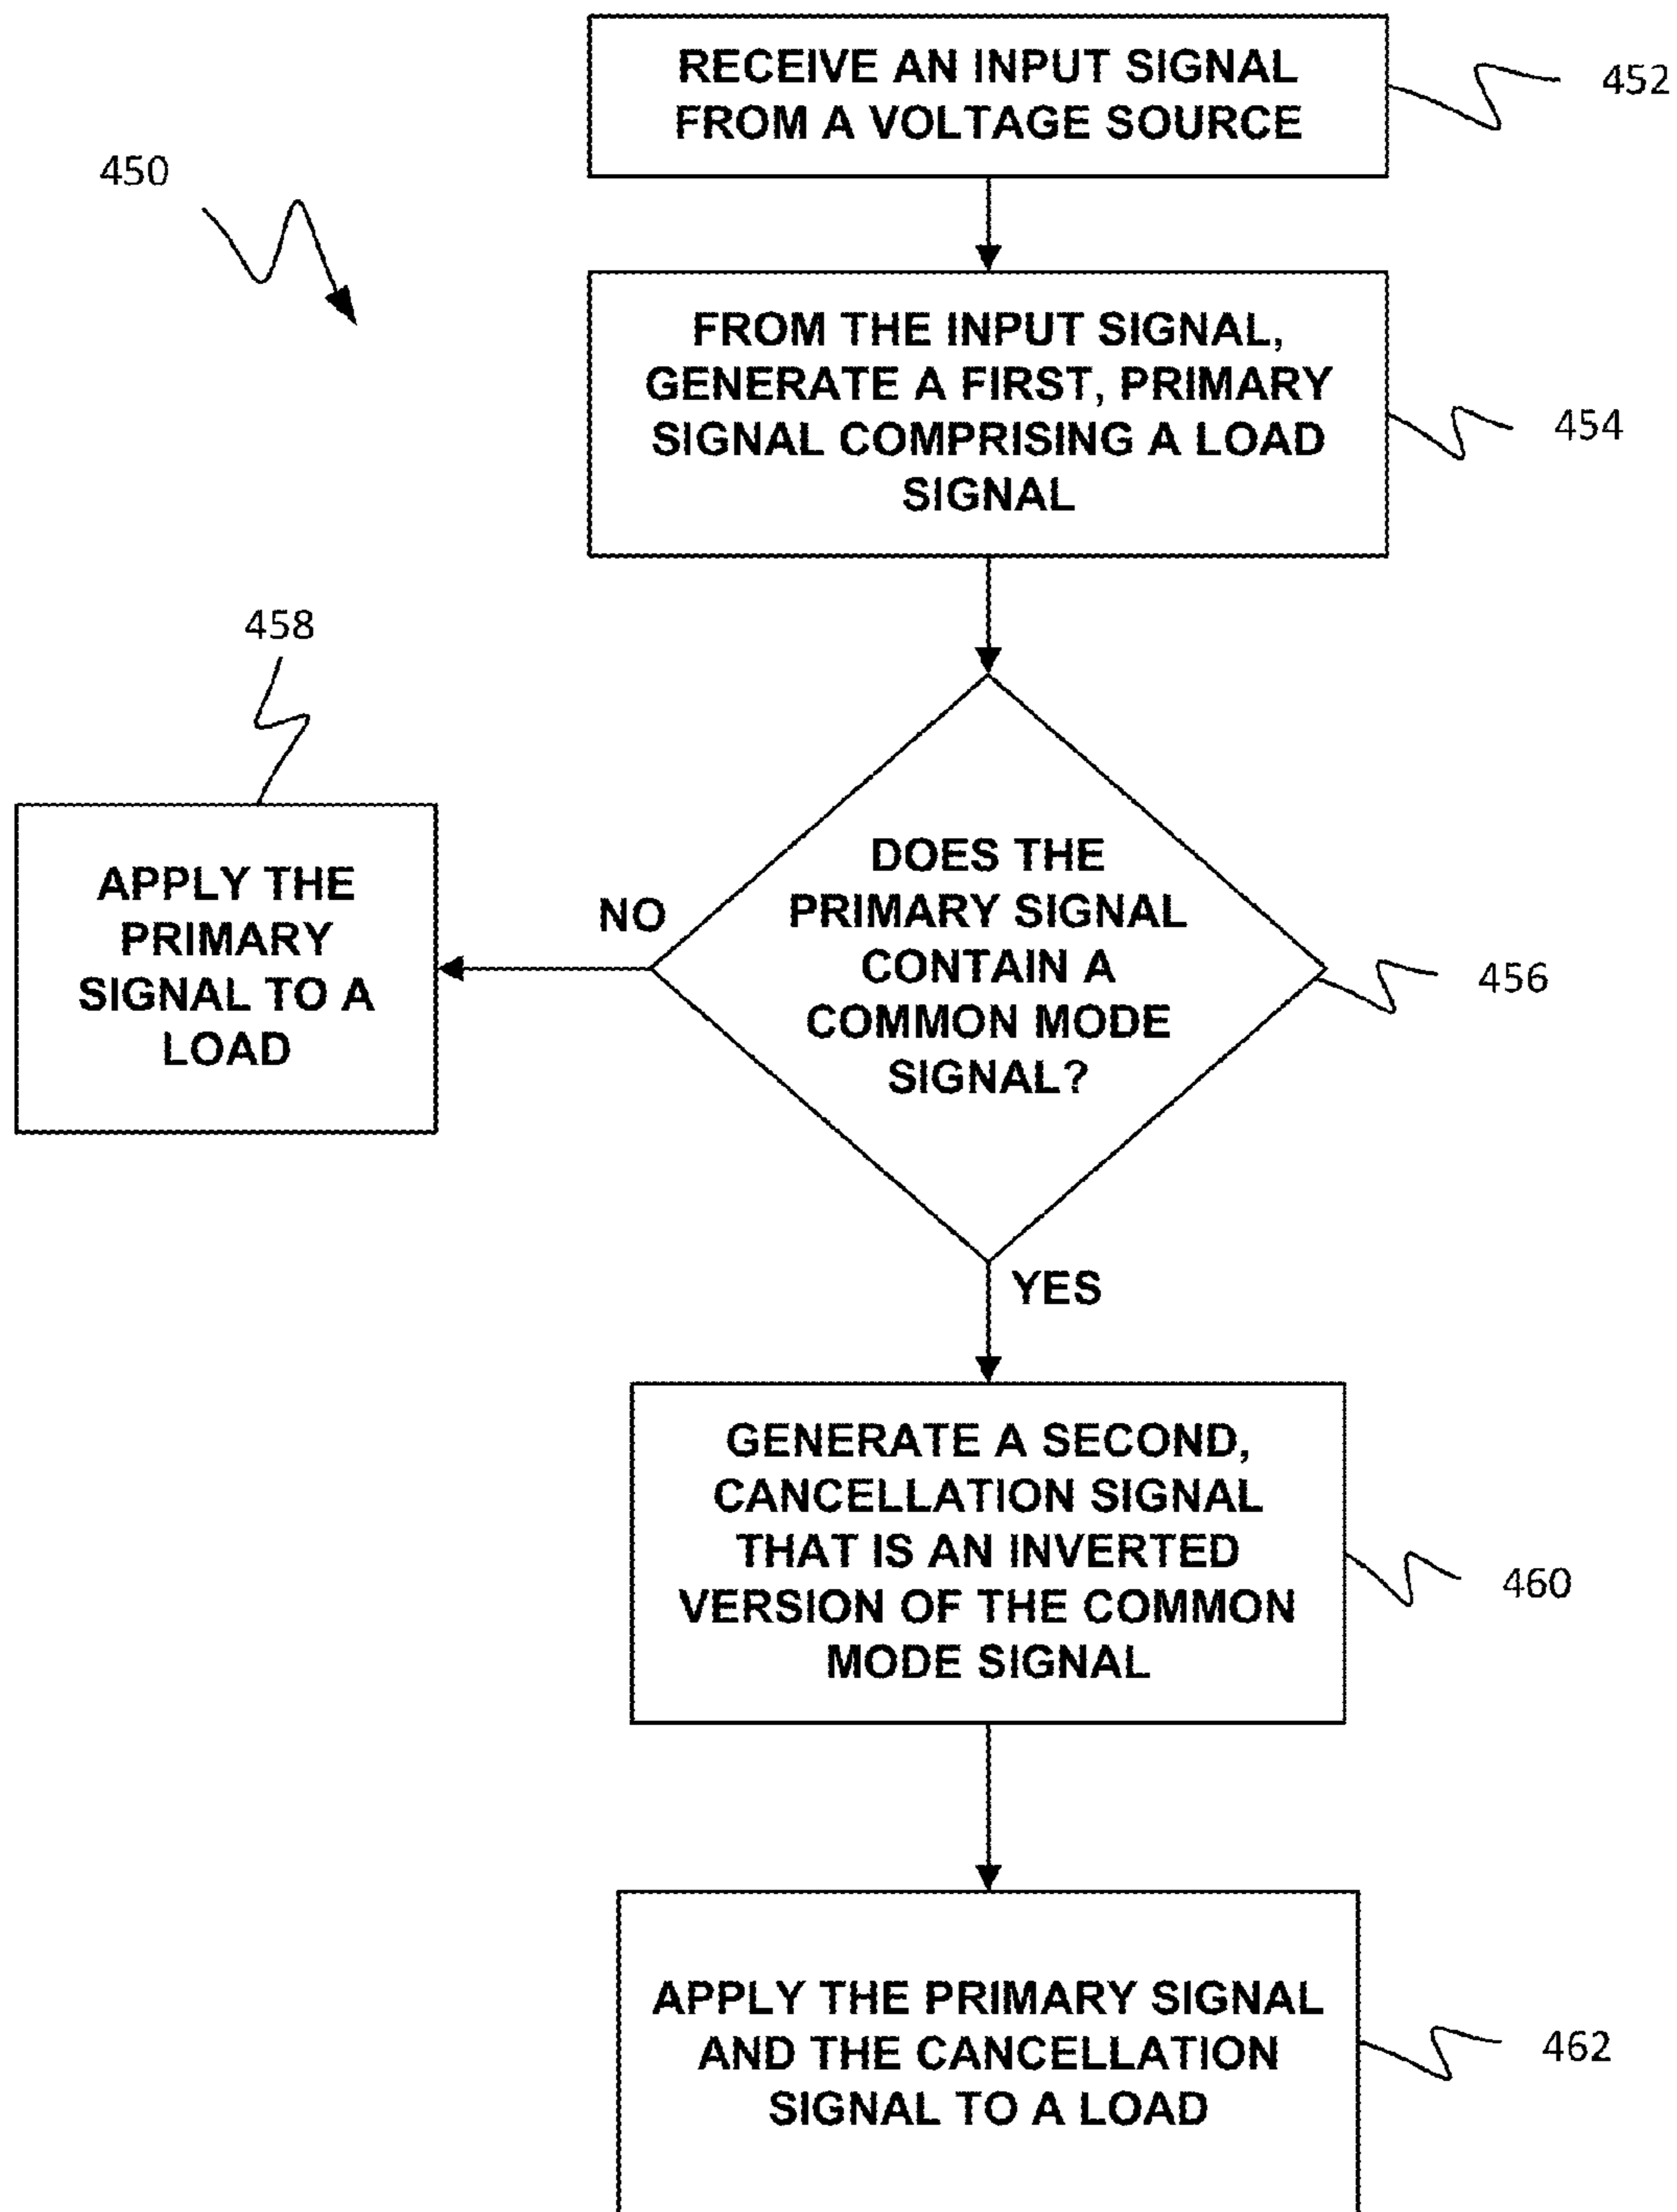 RECEIVE AN INPUT SIGNAL
FROM A VOLTAGE SOURCE
452
450
FROM THE INPUT SIGNAL,
GENERATE A FIRST, PRIMARY
SIGNAL COMPRISING A LOAD
SIGNAL
454
458
APPLY THE
PRIMARY
SIGNAL TO A
LOAD
NO
DOES THE
PRIMARY SIGNAL
CONTAIN A
COMMON MODE
SIGNAL?
456
YES
GENERATE A SECOND,
CANCELLATION SIGNAL
THAT IS AN INVERTED
VERSION OF THE COMMON
MODE SIGNAL
460
APPLY THE PRIMARY SIGNAL
AND THE CANCELLATION
SIGNAL TO A LOAD
462